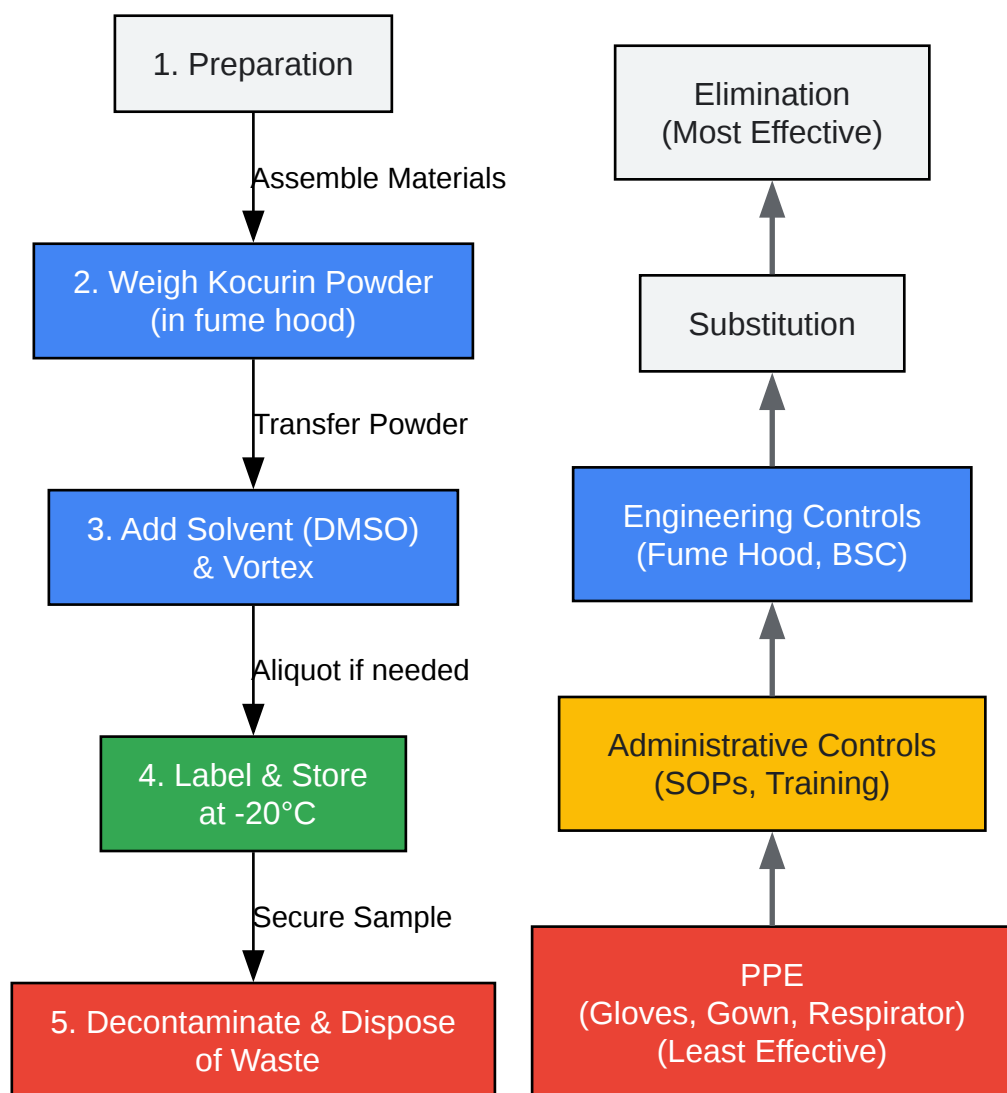 1. Preparation
Assemble Materials
2. Weigh Kocurin Powder
(in fume hood)
Transfer Powder
3. Add Solvent (DMSO)
& Vortex
Aliquot if needed
4. Label & Store
at -20°C
Secure Sample
5. Decontaminate & Dispose
of Waste
Elimination
(Most Effective)
Substitution
Engineering Controls
(Fume Hood, BSC)
Administrative Controls
(SOPs, Training)
PPE
(Gloves, Gown, Respirator)
(Least Effective)